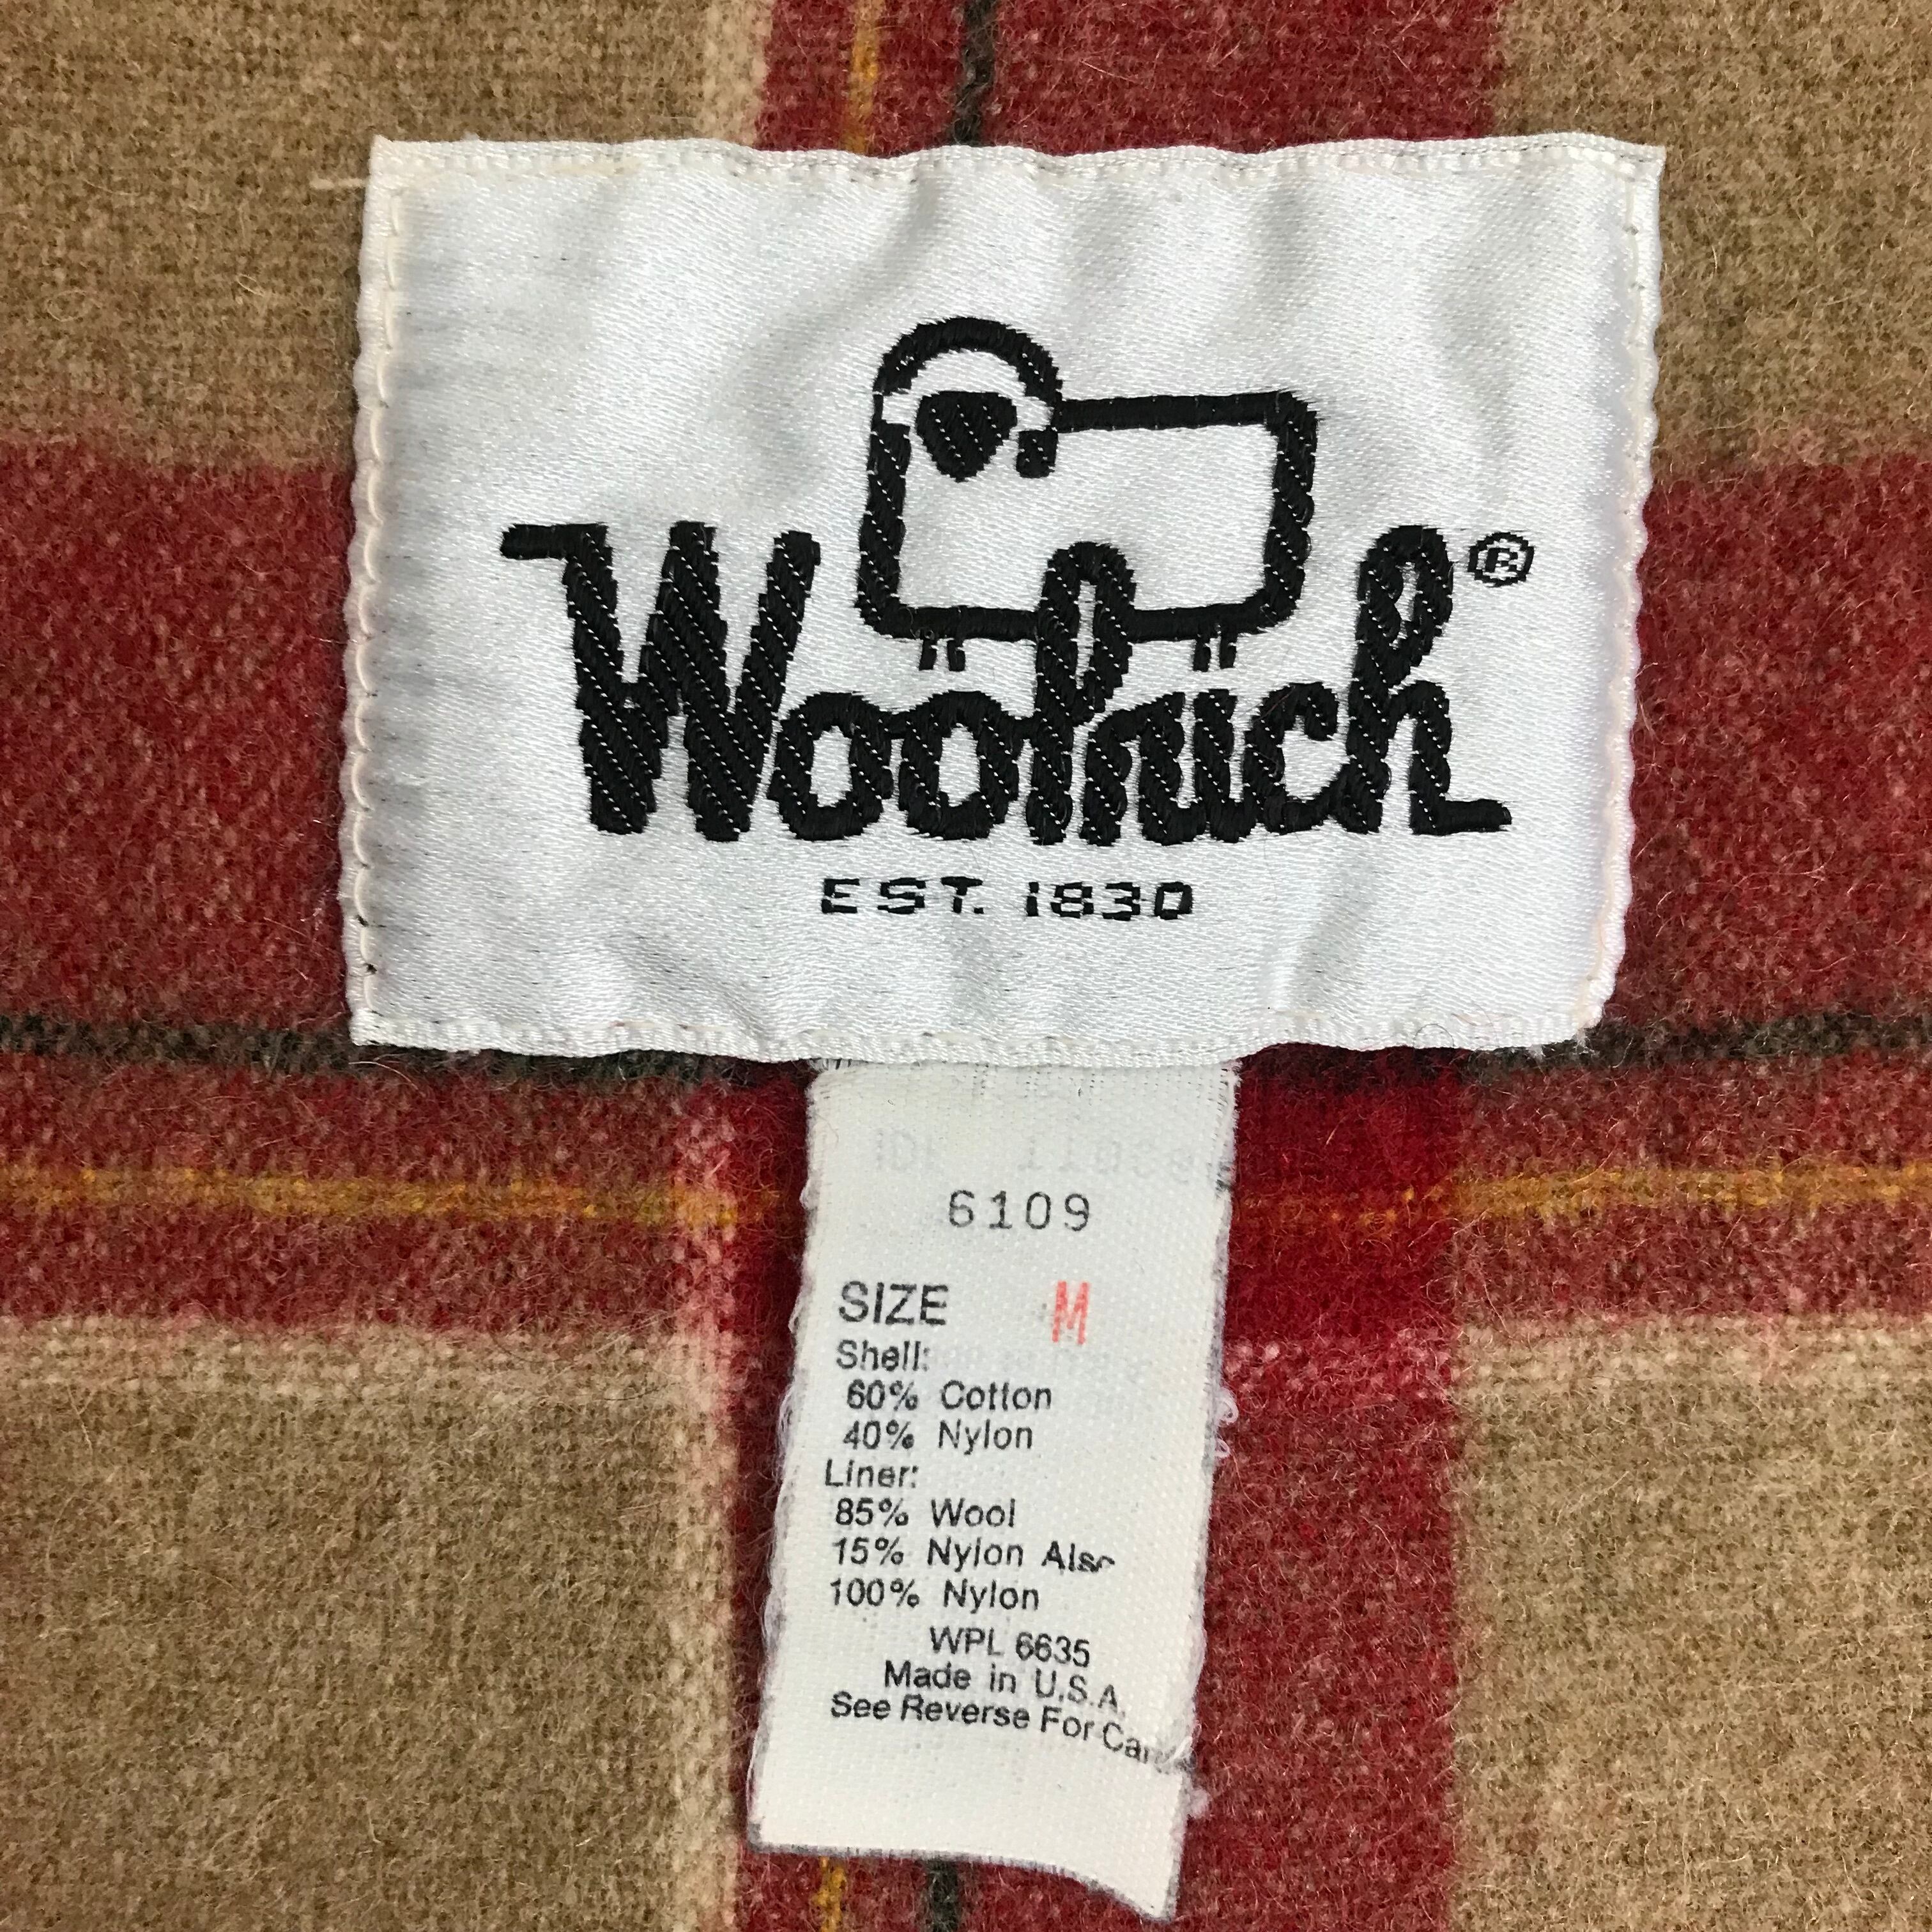 Woolrich®
EST. 1830
6109
SIZE M
Shell:
60% Cotton
40% Nylon
Liner:
85% Wool
15% Nylon Also
100% Nylon
WPL 6635
Made in U.S.A.
See Reverse For